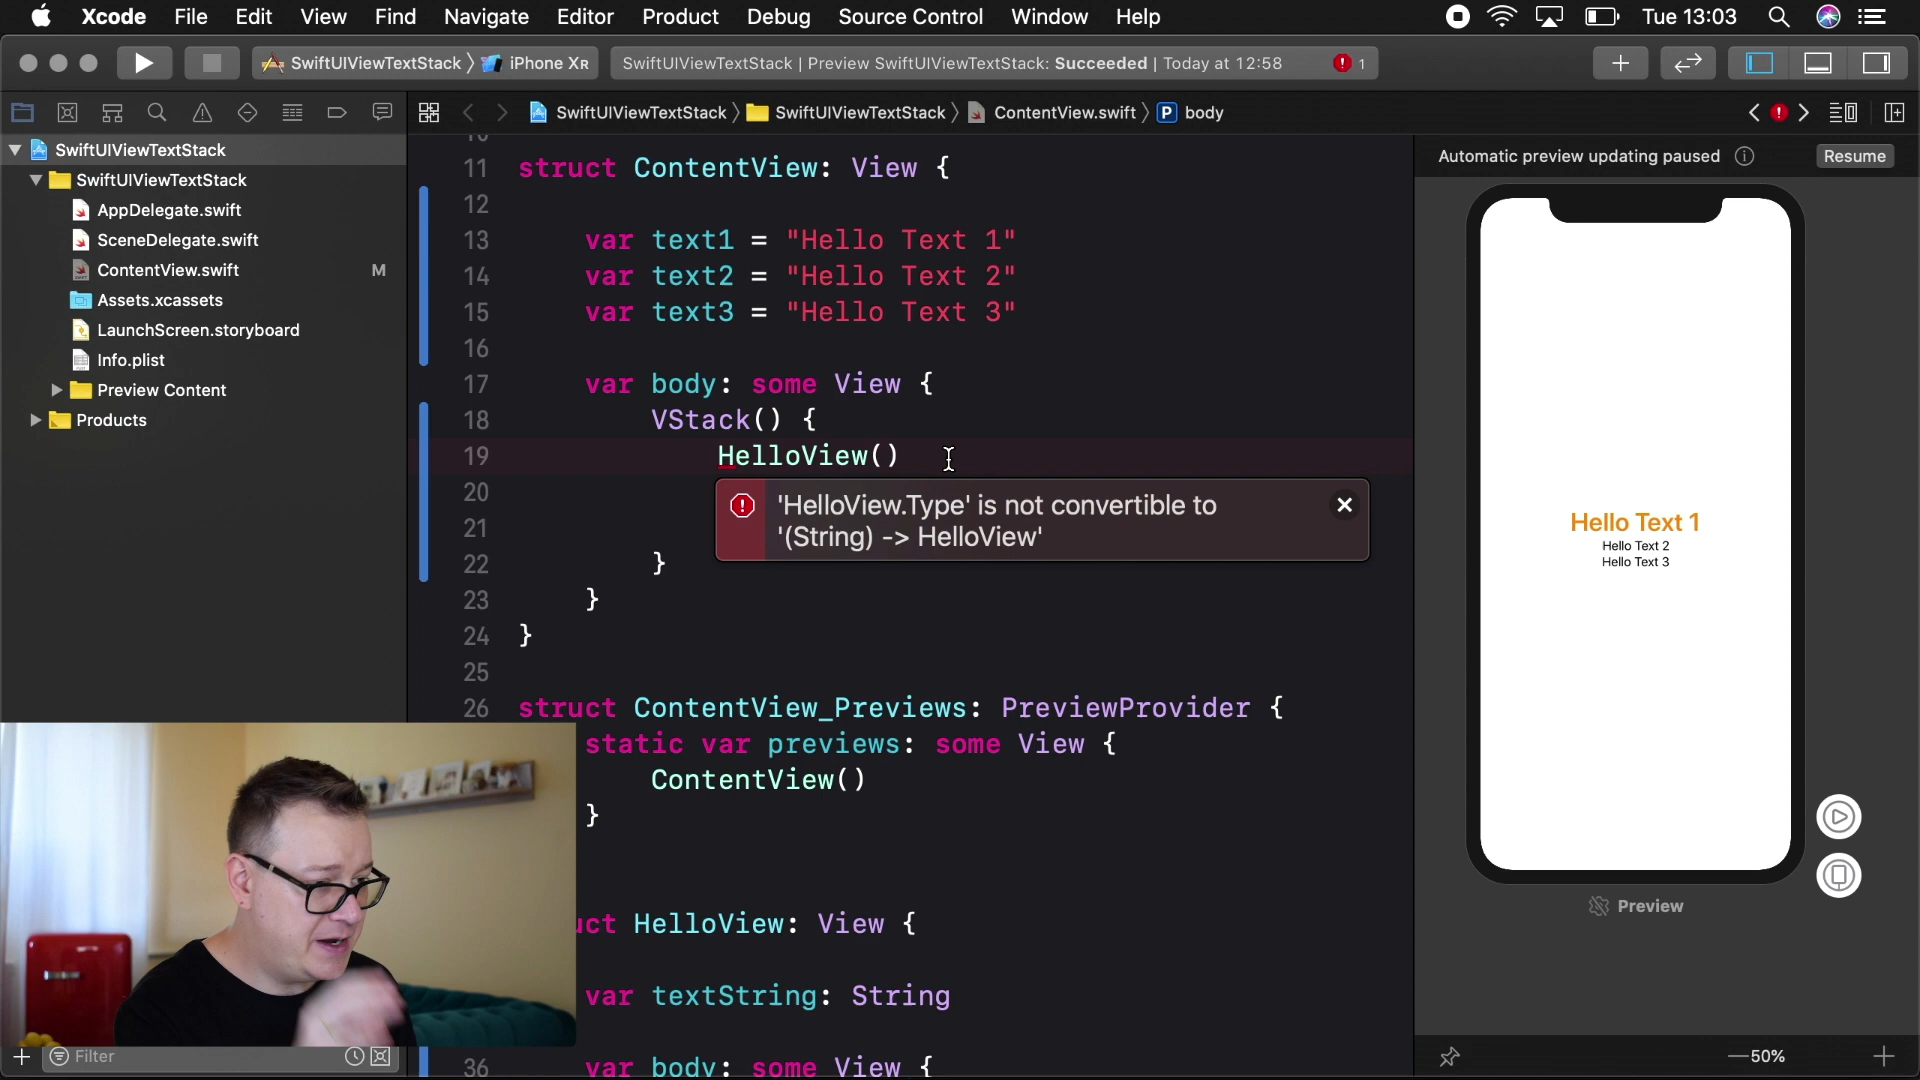 Xcode File Edit View Find Navigate Editor Product Debug Source Control Window Help Tue 13:03
SwiftUIViewTextStack iPhone XR SwiftUIViewTextStack | Preview SwiftUIViewTextStack: Succeeded | Today at 12:58 1
SwiftUIViewTextStack SwiftUIViewTextStack ContentView.swift P body
SwiftUIViewTextStack
SwiftUIViewTextStack
AppDelegate.swift
SceneDelegate.swift
ContentView.swift M
Assets.xcassets
LaunchScreen.storyboard
Info.plist
Preview Content
Products
Filter
10
11 struct ContentView: View {
12
13 var text1 = "Hello Text 1"
14 var text2 = "Hello Text 2"
15 var text3 = "Hello Text 3"
16
17 var body: some View {
18 VStack() {
19 HelloView()
20
'HelloView.Type' is not convertible to
'(String) -> HelloView'
21
22 }
23 }
24 }
25
26 struct ContentView_Previews: PreviewProvider {
static var previews: some View {
ContentView()
}
uct HelloView: View {
var textString: String
36 var body: some View {
Automatic preview updating paused Resume
Hello Text 1
Hello Text 2
Hello Text 3
Preview
50%